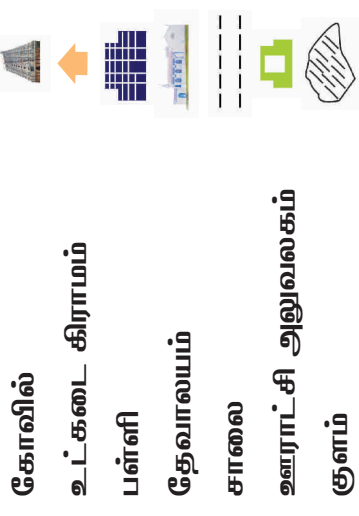 கோவில்
உட்கடை கிராமம்
பள்ளி
தேவாலயம்
சாலை
ஊராட்சி அலுவலகம்
குளம்